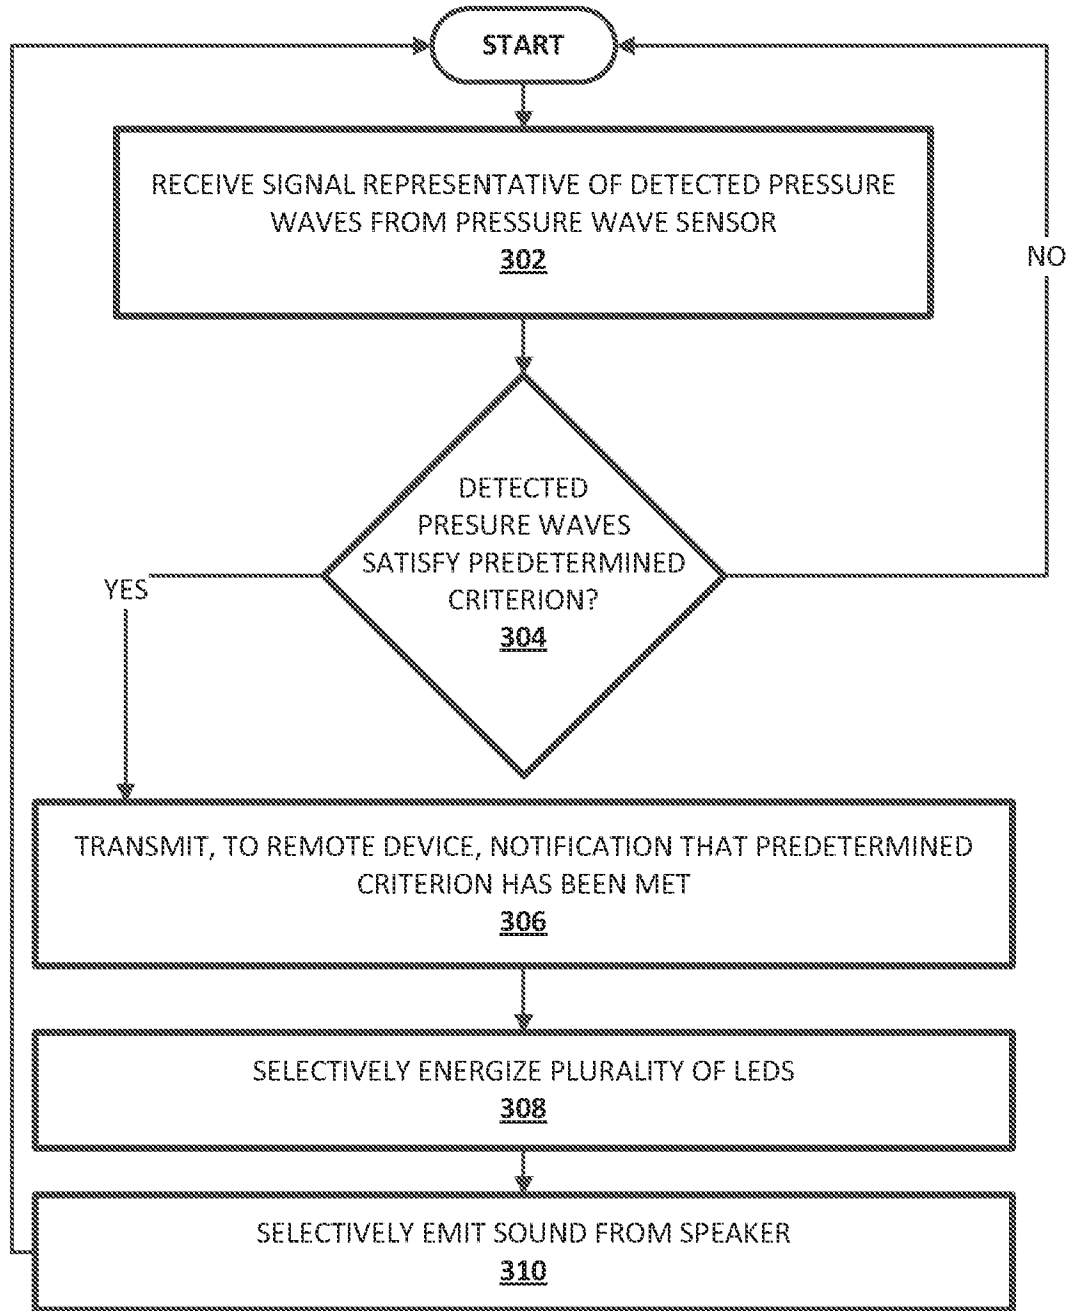 START
RECEIVE SIGNAL REPRESENTATIVE OF DETECTED PRESSURE
WAVES FROM PRESSURE WAVE SENSOR
302
NO
DETECTED
PRESURE WAVES
SATISFY PREDETERMINED
CRITERION?
304
YES
TRANSMIT, TO REMOTE DEVICE, NOTIFICATION THAT PREDETERMINED
CRITERION HAS BEEN MET
306
SELECTIVELY ENERGIZE PLURALITY OF LEDS
308
SELECTIVELY EMIT SOUND FROM SPEAKER
310